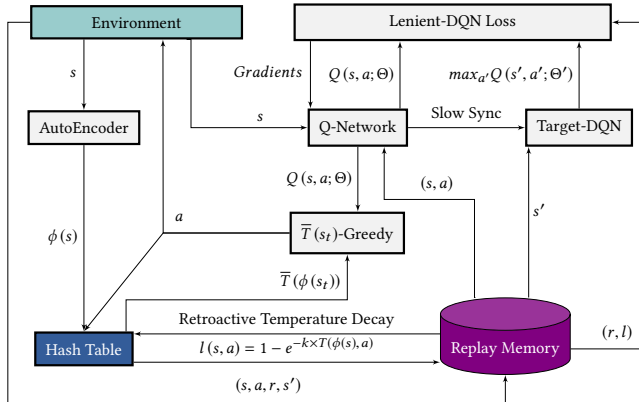 Environment
Lenient-DQN Loss
s
Gradients
Q(s, a; Θ)
max_{a'} Q(s', a'; Θ')
AutoEncoder
s
Q-Network
Slow Sync
Target-DQN
Q(s, a; Θ)
(s, a)
a
s'
ϕ(s)
T̅(s_t)-Greedy
T̅(ϕ(s_t))
Retroactive Temperature Decay
(r, l)
Hash Table
l(s, a) = 1 − e^{−k×T(ϕ(s),a)}
Replay Memory
(s, a, r, s')